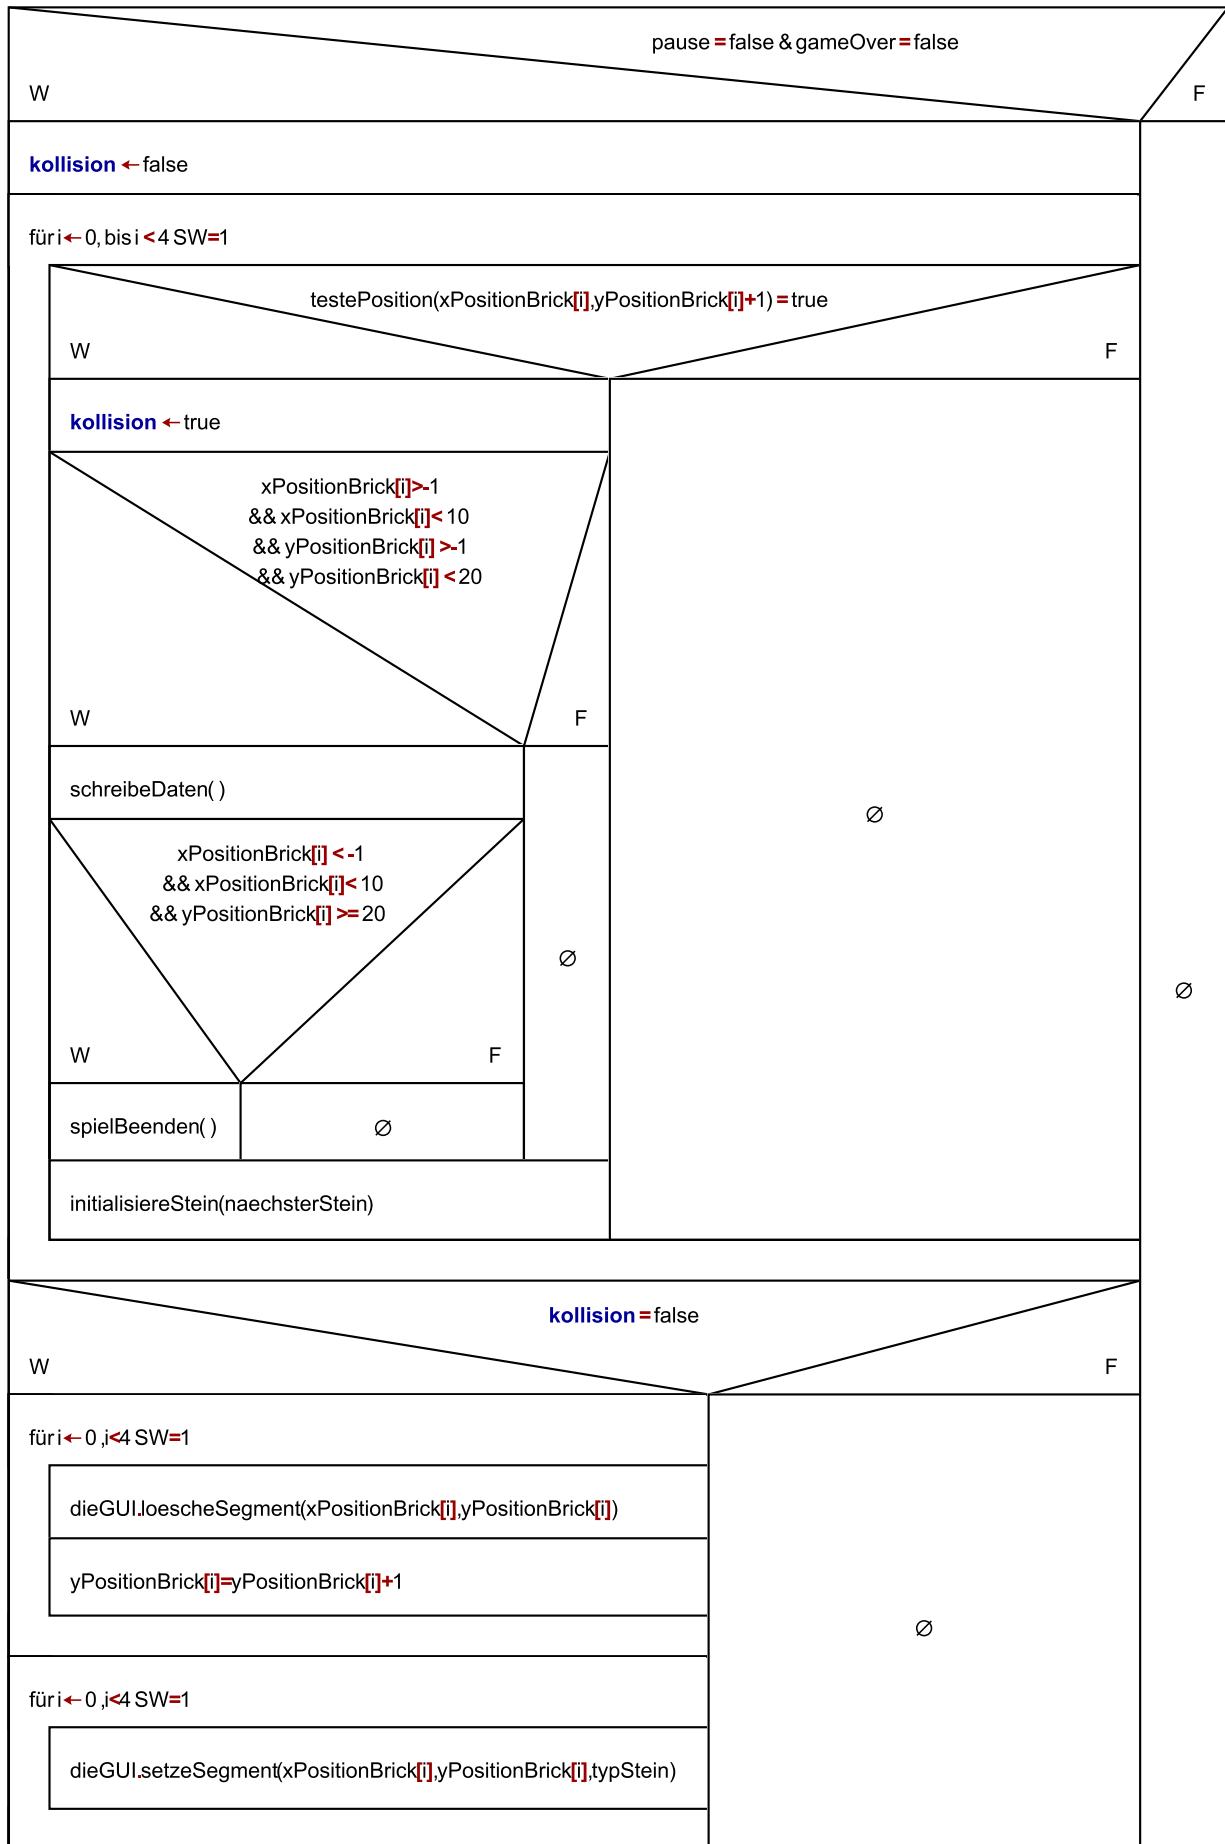 pause = false & gameOver = false
W
F
kollision ← false
für i ← 0, bis i < 4 SW=1
testePosition(xPositionBrick[i],yPositionBrick[i]+1) = true
W
F
kollision ← true
xPositionBrick[i]>-1
&& xPositionBrick[i]< 10
&& yPositionBrick[i] >-1
&& yPositionBrick[i] < 20
W
F
schreibeDaten( )
∅
xPositionBrick[i] < -1
&& xPositionBrick[i]< 10
&& yPositionBrick[i] >= 20
∅
∅
W
F
spielBeenden( )
∅
initialisiereStein(naechsterStein)
kollision = false
W
F
für i ← 0 ,i<4 SW=1
dieGUI.loescheSegment(xPositionBrick[i],yPositionBrick[i])
yPositionBrick[i]=yPositionBrick[i]+1
∅
für i ← 0 ,i<4 SW=1
dieGUI.setzeSegment(xPositionBrick[i],yPositionBrick[i],typStein)